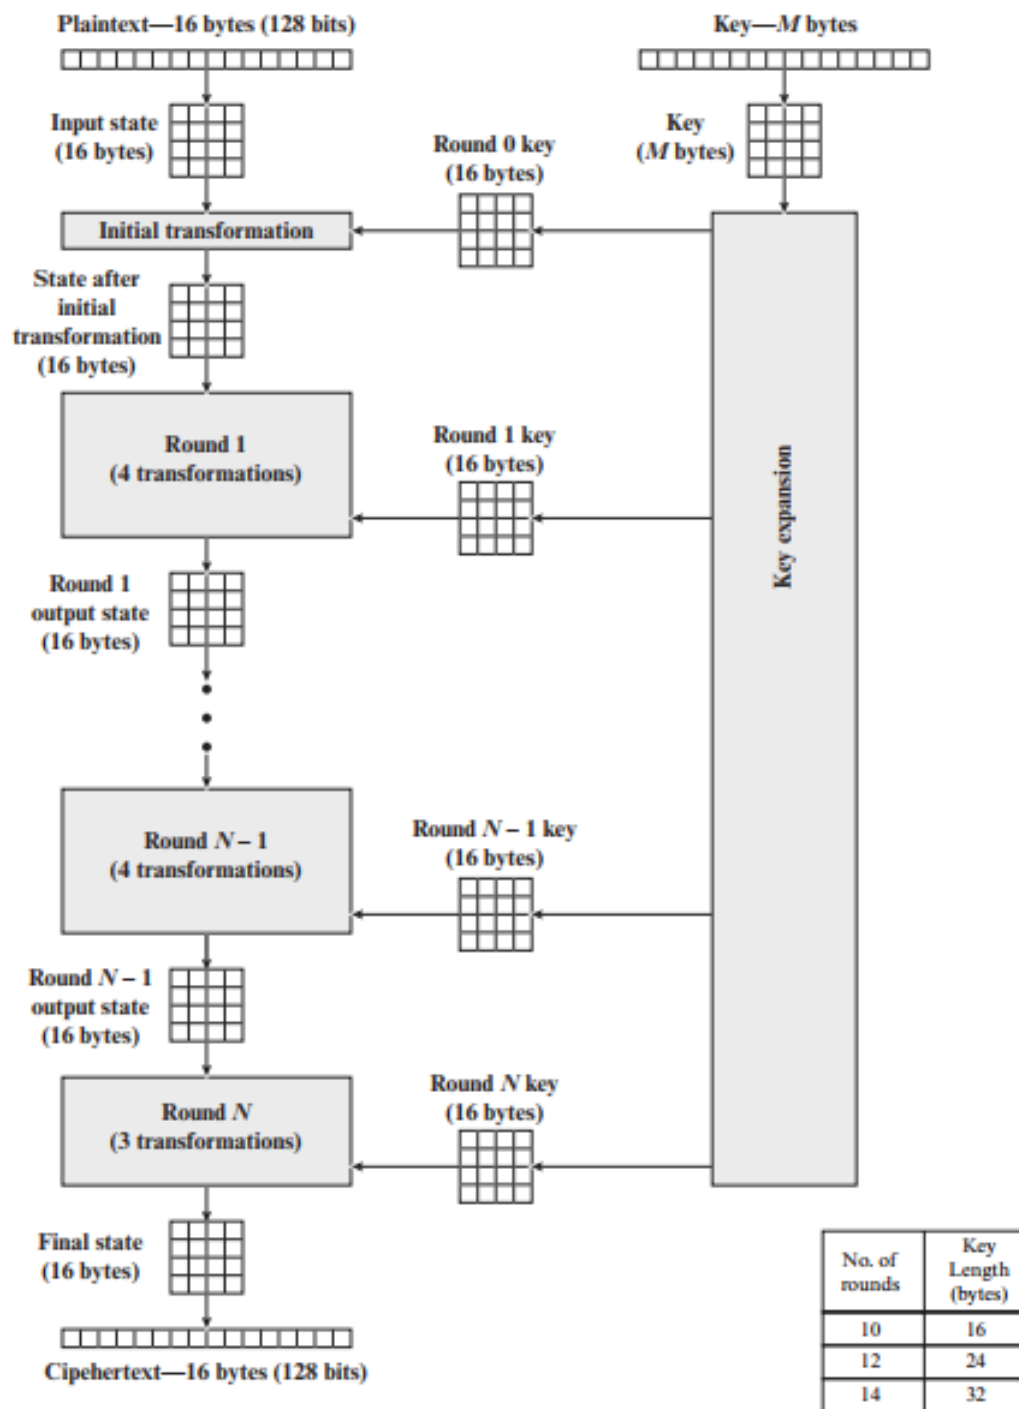 Plaintext—16 bytes (128 bits)
Key—M bytes
Input state
(16 bytes)
Key
(M bytes)
Round 0 key
(16 bytes)
Initial transformation
State after
initial
transformation
(16 bytes)
Round 1
(4 transformations)
Round 1 key
(16 bytes)
Key expansion
Round 1
output state
(16 bytes)
Round N – 1
(4 transformations)
Round N – 1 key
(16 bytes)
Round N – 1
output state
(16 bytes)
Round N
(3 transformations)
Round N key
(16 bytes)
Final state
(16 bytes)
Cipehertext—16 bytes (128 bits)
No. of
rounds
Key
Length
(bytes)
10 16
12 24
14 32